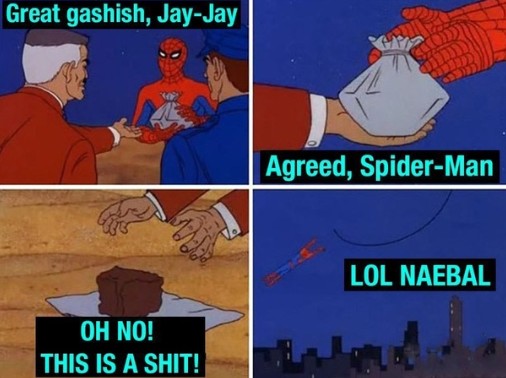 Great gashish, Jay-Jay
Agreed, Spider-Man
OH NO!
THIS IS A SHIT!
LOL NAEBAL